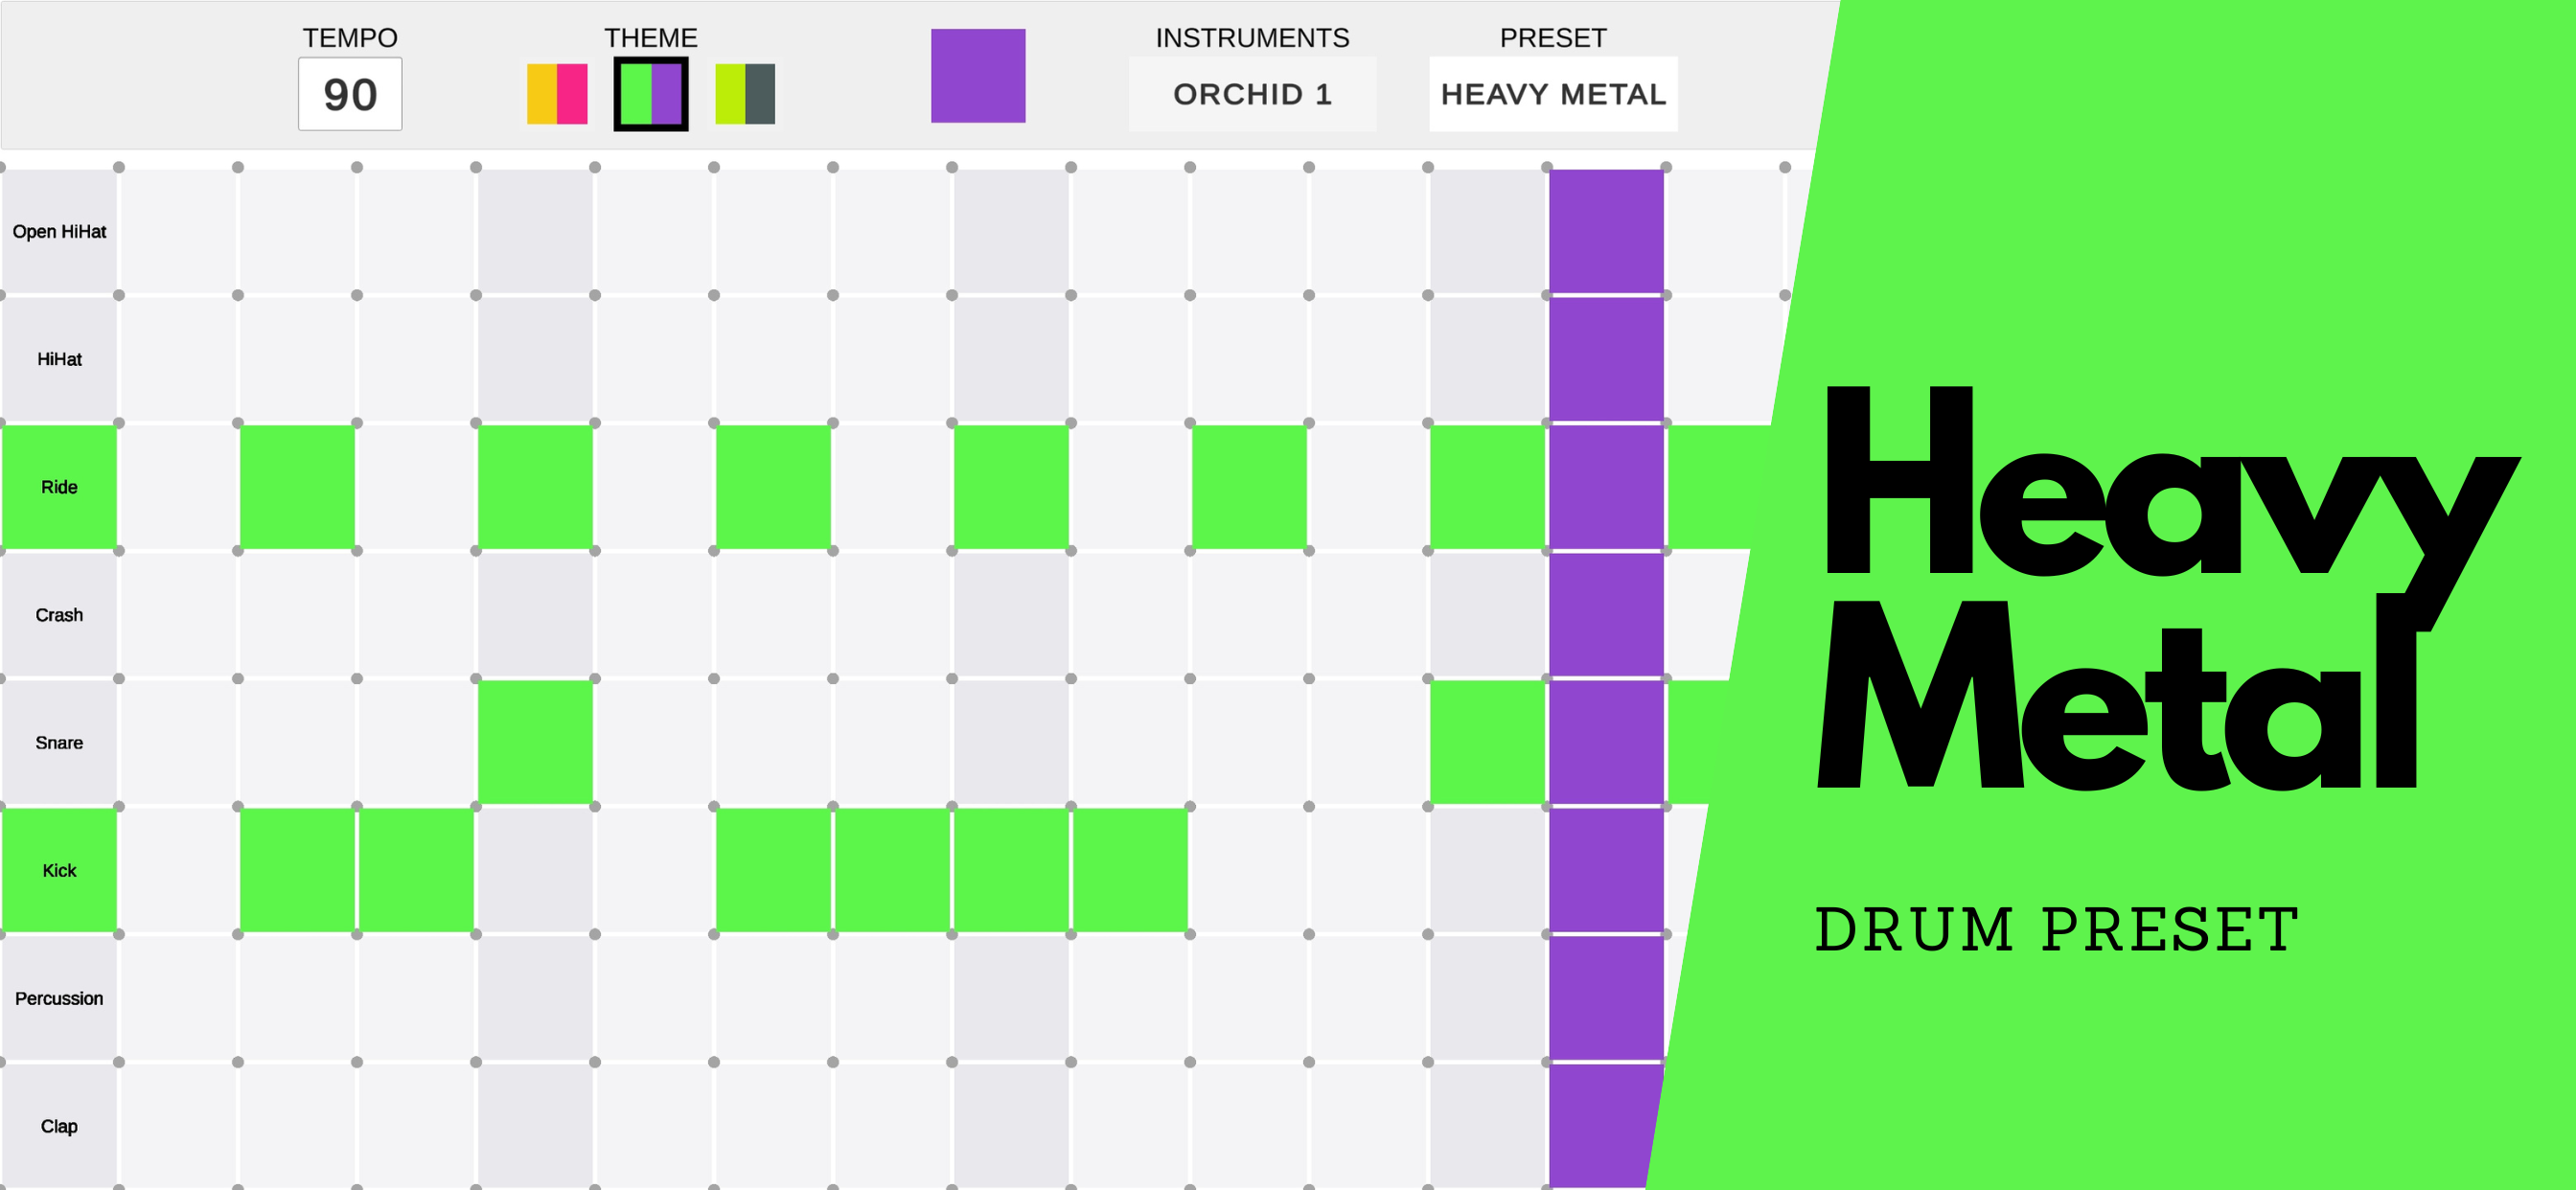 TEMPO
THEME
INSTRUMENTS
PRESET
90
ORCHID 1
HEAVY METAL
Open HiHat
HiHat
Ride
Crash
Snare
Kick
Percussion
Clap
Heavy
Metal
DRUM PRESET